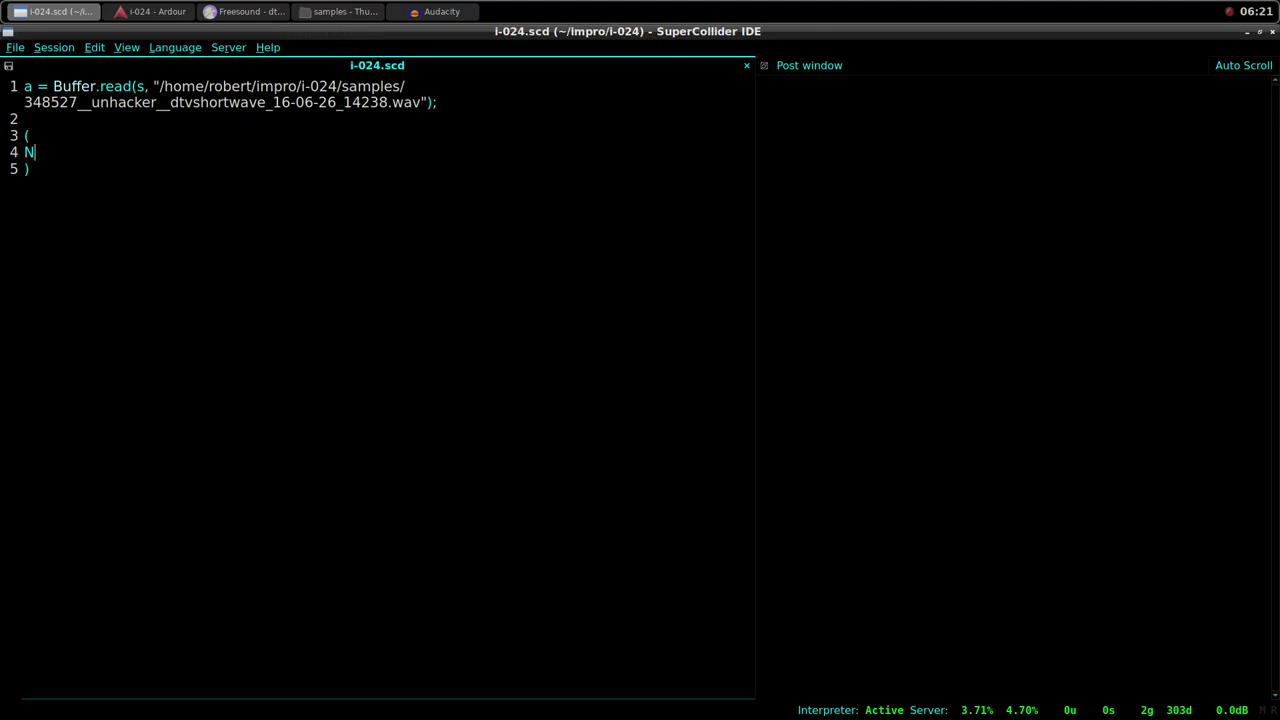 i-024.scd (~/i...
i-024 - Ardour
Freesound - dt...
samples - Thu...
Audacity
06:21
i-024.scd (~/impro/i-024) - SuperCollider IDE
File Session Edit View Language Server Help
i-024.scd
Post window
Auto Scroll
1 a = Buffer.read(s, "/home/robert/impro/i-024/samples/
348527__unhacker__dtvshortwave_16-06-26_14238.wav");
2
3 (
4 N
5 )
Interpreter: Active Server: 3.71% 4.70% 0u 0s 2g 303d 0.0dB M R